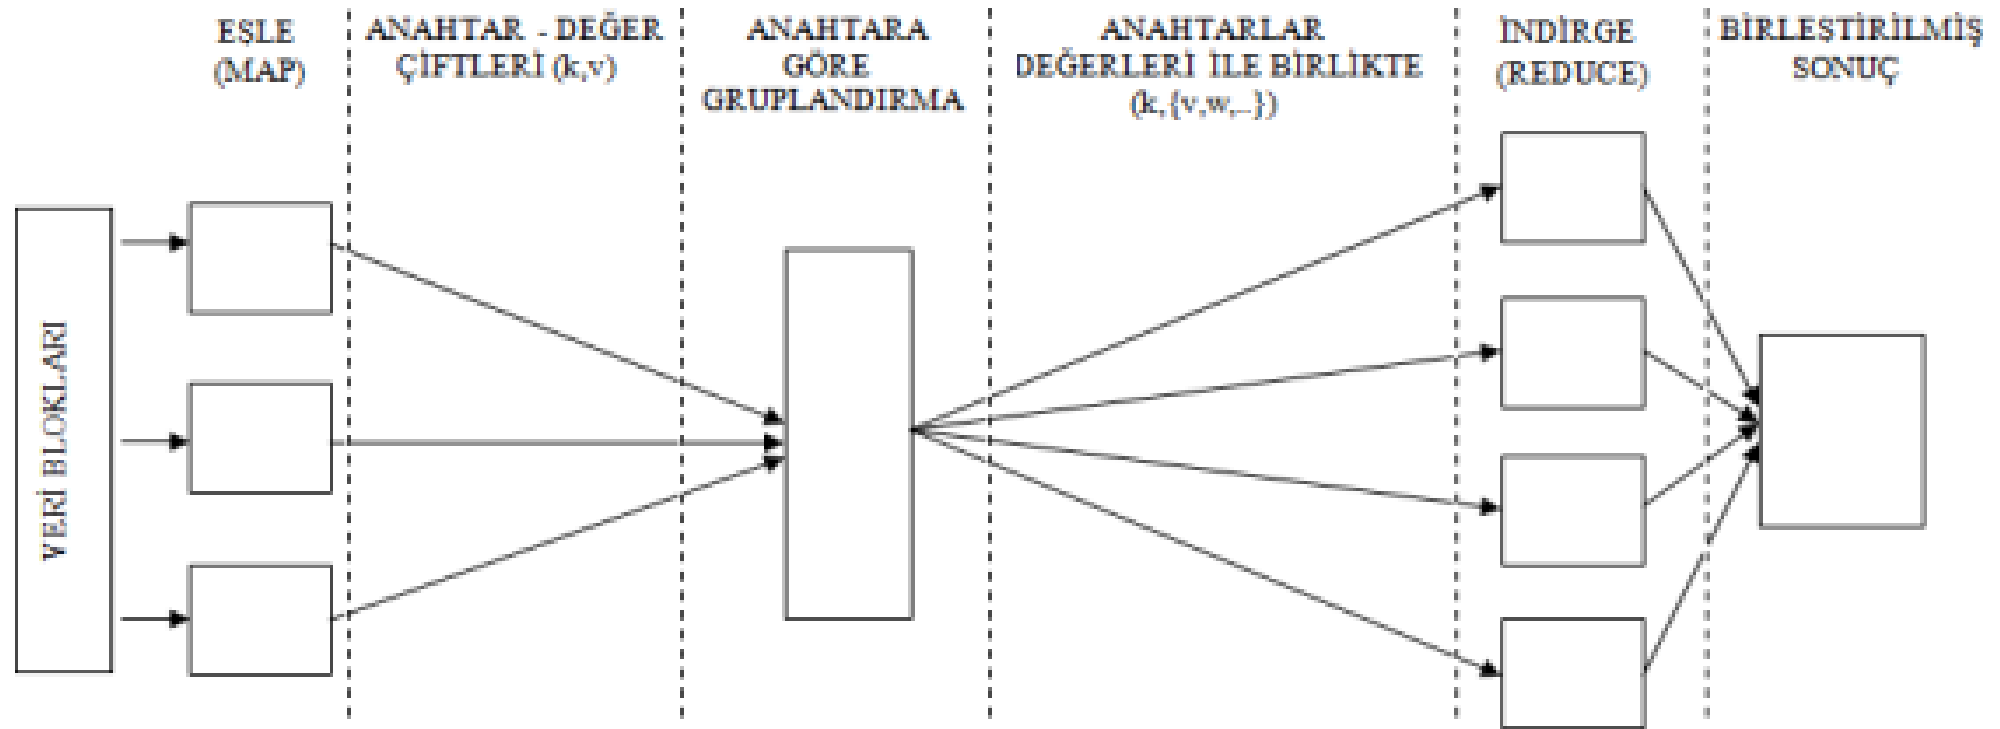 EŞLE
(MAP)
ANAHTAR - DEĞER
ÇİFTLERİ (k,v)
ANAHTARA
GÖRE
GRUPLANDIRMA
ANAHTARLAR
DEĞERLERİ İLE BİRLİKTE
(k,{v,w,..})
İNDİRGE
(REDUCE)
BİRLEŞTİRİLMİŞ
SONUÇ
VERİ BLOKLARI